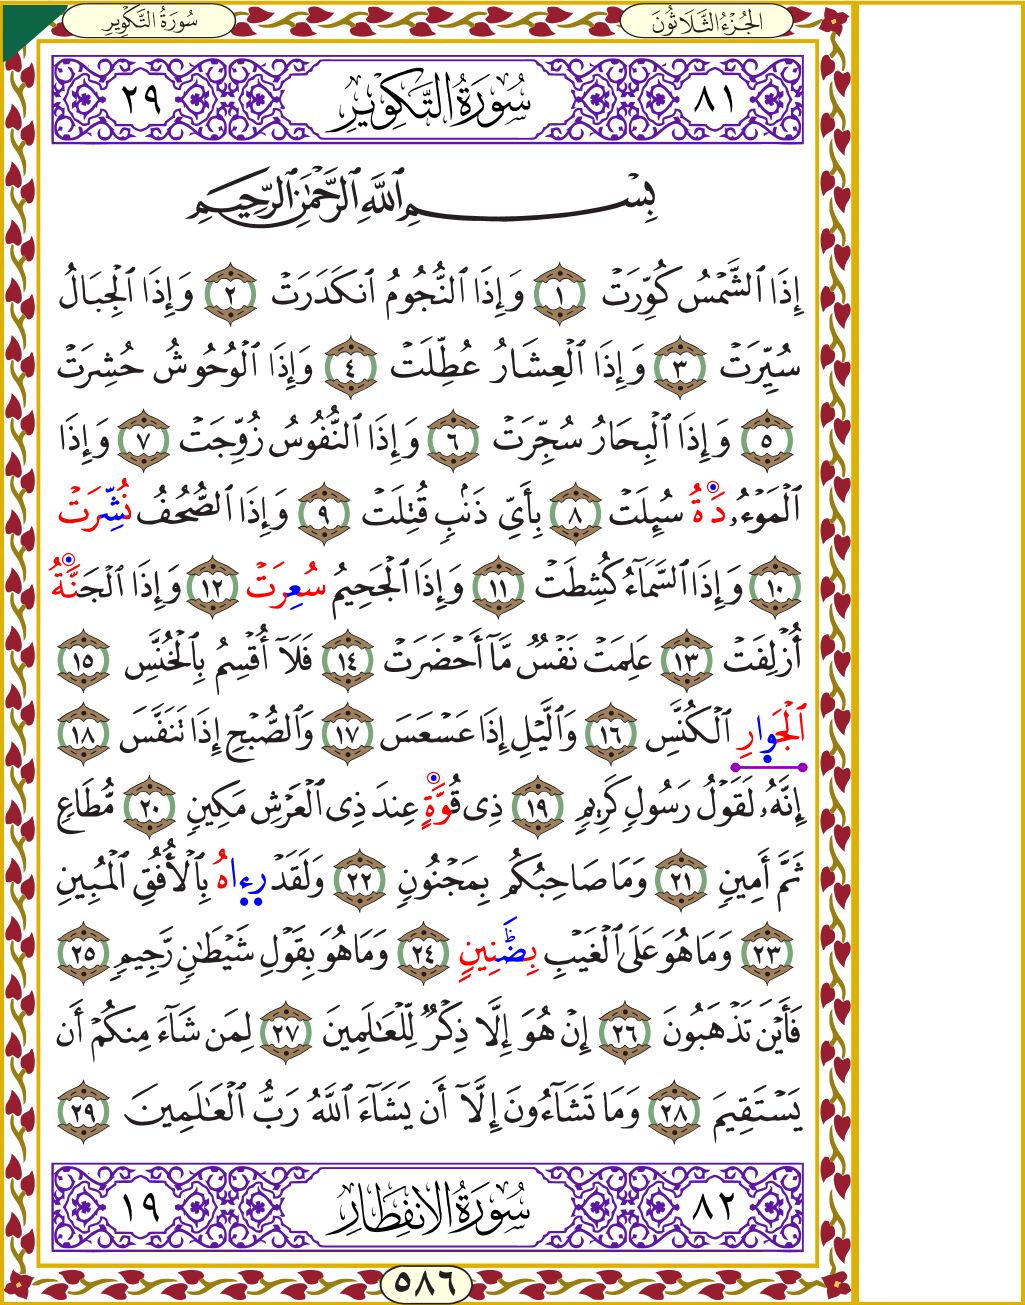 الجُزْءُ الثَّلَاثُونَ
سُورَةُ التَّكْوِيرِ
٨١ سُورَةُ التَّكْوِيرِ ٢٩
بِسْمِ ٱللَّهِ ٱلرَّحْمَٰنِ ٱلرَّحِيمِ
إِذَا ٱلشَّمْسُ كُوِّرَتْ ١ وَإِذَا ٱلنُّجُومُ ٱنكَدَرَتْ ٢ وَإِذَا ٱلْجِبَالُ
سُيِّرَتْ ٣ وَإِذَا ٱلْعِشَارُ عُطِّلَتْ ٤ وَإِذَا ٱلْوُحُوشُ حُشِرَتْ
٥ وَإِذَا ٱلْبِحَارُ سُجِّرَتْ ٦ وَإِذَا ٱلنُّفُوسُ زُوِّجَتْ ٧ وَإِذَا
ٱلْمَوْءُۥدَةُ سُئِلَتْ ٨ بِأَيِّ ذَنۢبٍ قُتِلَتْ ٩ وَإِذَا ٱلصُّحُفُ نُشِّرَتْ
١٠ وَإِذَا ٱلسَّمَآءُ كُشِطَتْ ١١ وَإِذَا ٱلْجَحِيمُ سُعِرَتْ ١٢ وَإِذَا ٱلْجَنَّةُ
أُزْلِفَتْ ١٣ عَلِمَتْ نَفْسٌ مَّآ أَحْضَرَتْ ١٤ فَلَآ أُقْسِمُ بِٱلْخُنَّسِ ١٥
ٱلْجَوَارِ ٱلْكُنَّسِ ١٦ وَٱلَّيْلِ إِذَا عَسْعَسَ ١٧ وَٱلصُّبْحِ إِذَا تَنَفَّسَ ١٨
إِنَّهُۥ لَقَوْلُ رَسُولٍ كَرِيمٍ ١٩ ذِى قُوَّةٍ عِندَ ذِى ٱلْعَرْشِ مَكِينٍ ٢٠ مُّطَاعٍ
ثَمَّ أَمِينٍ ٢١ وَمَا صَاحِبُكُم بِمَجْنُونٍ ٢٢ وَلَقَدْ رِءَاهُ بِٱلْأُفُقِ ٱلْمُبِينِ
٢٣ وَمَا هُوَ عَلَى ٱلْغَيْبِ بِضَنِينٍ ٢٤ وَمَا هُوَ بِقَوْلِ شَيْطَٰنٍ رَّجِيمٍ ٢٥
فَأَيْنَ تَذْهَبُونَ ٢٦ إِنْ هُوَ إِلَّا ذِكْرٌ لِّلْعَٰلَمِينَ ٢٧ لِمَن شَآءَ مِنكُمْ أَن
يَسْتَقِيمَ ٢٨ وَمَا تَشَآءُونَ إِلَّآ أَن يَشَآءَ ٱللَّهُ رَبُّ ٱلْعَٰلَمِينَ ٢٩
٨٢ سُورَةُ الانفِطَارِ ١٩
٥٨٦